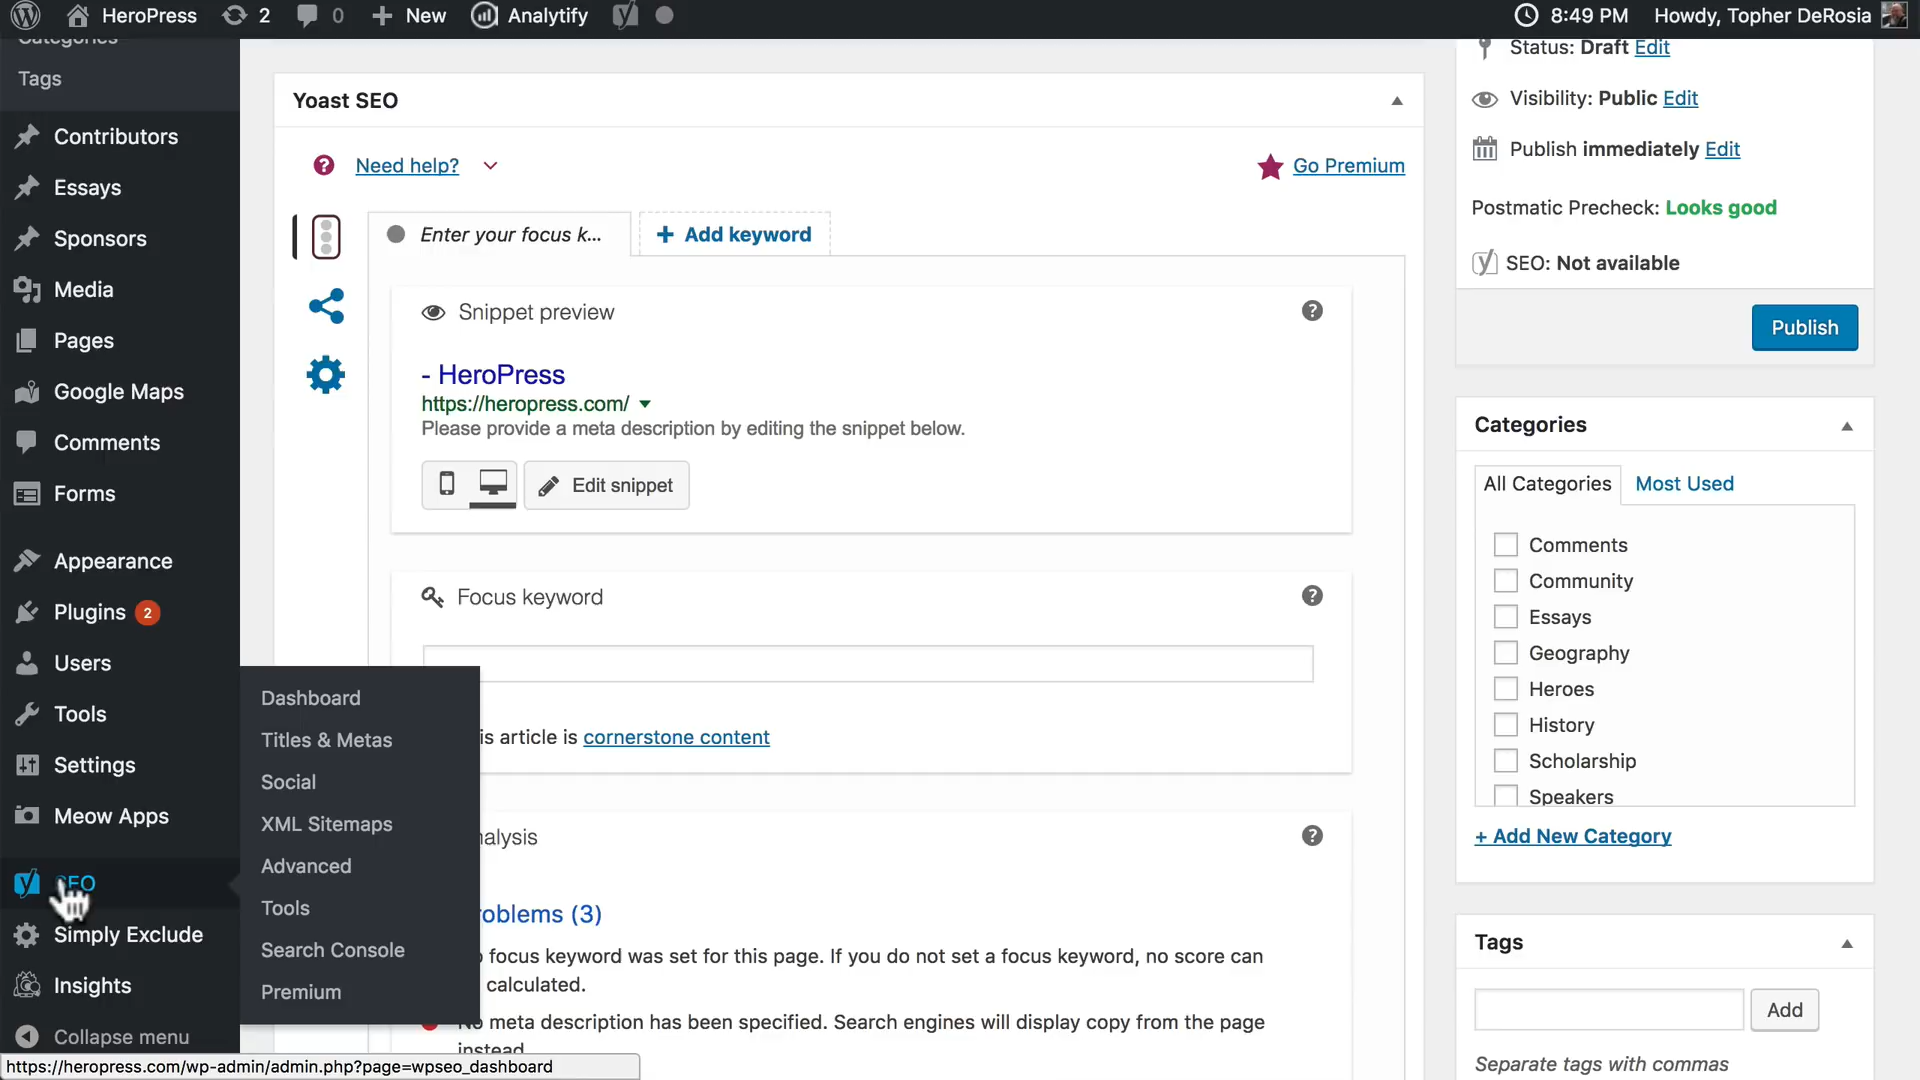 HeroPress 2 0 New Analytify 8:49 PM Howdy, Topher DeRosia
Categories
Tags
Contributors
Essays
Sponsors
Media
Pages
Google Maps
Comments
Forms
Appearance
Plugins 2
Users
Tools
Settings
Meow Apps
SEO
Simply Exclude
Insights
Collapse menu
Dashboard
Titles & Metas
Social
XML Sitemaps
Advanced
Tools
Search Console
Premium
Yoast SEO
Need help?
Go Premium
Enter your focus k...
+ Add keyword
Snippet preview
- HeroPress
https://heropress.com/
Please provide a meta description by editing the snippet below.
Edit snippet
Focus keyword
is article is cornerstone content
nalysis
roblems (3)
focus keyword was set for this page. If you do not set a focus keyword, no score can
calculated.
No meta description has been specified. Search engines will display copy from the page
instead
Status: Draft Edit
Visibility: Public Edit
Publish immediately Edit
Postmatic Precheck: Looks good
SEO: Not available
Publish
Categories
All Categories
Most Used
Comments
Community
Essays
Geography
Heroes
History
Scholarship
Speakers
+ Add New Category
Tags
Add
Separate tags with commas
https://heropress.com/wp-admin/admin.php?page=wpseo_dashboard